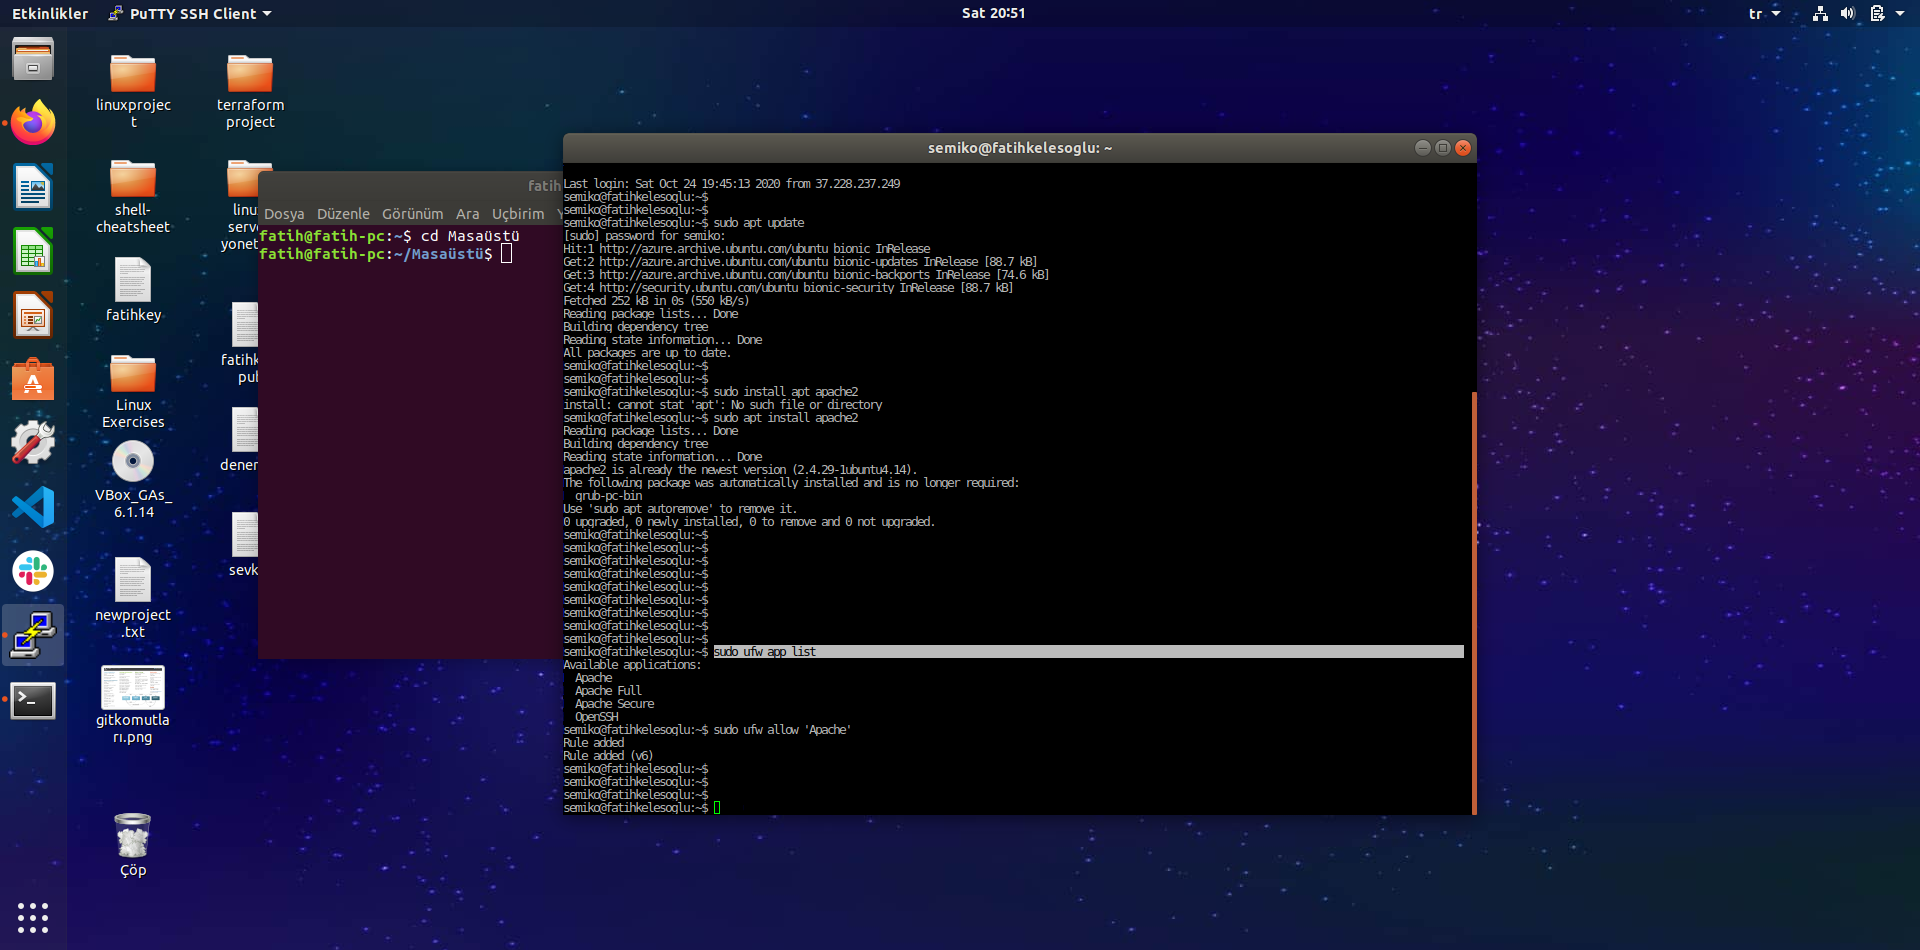 Etkinlikler
PuTTY SSH Client
Sat 20:51
tr
linuxprojec
t
terraform
project
shell-
cheatsheet
linu
serv
yonet
fatihkey
fatihk
pub
Linux
Exercises
dener
VBox_GAs_
6.1.14
sevk
newproject
.txt
gitkomutla
rı.png
Çöp
fatih
Dosya Düzenle Görünüm Ara Uçbirim Y
fatih@fatih-pc:~$ cd Masaüstü
fatih@fatih-pc:~/Masaüstü$
semiko@fatihkelesoglu: ~
Last login: Sat Oct 24 19:45:13 2020 from 37.228.237.249
semiko@fatihkelesoglu:~$
semiko@fatihkelesoglu:~$
semiko@fatihkelesoglu:~$ sudo apt update
[sudo] password for semiko:
Hit:1 http://azure.archive.ubuntu.com/ubuntu bionic InRelease
Get:2 http://azure.archive.ubuntu.com/ubuntu bionic-updates InRelease [88.7 kB]
Get:3 http://azure.archive.ubuntu.com/ubuntu bionic-backports InRelease [74.6 kB]
Get:4 http://security.ubuntu.com/ubuntu bionic-security InRelease [88.7 kB]
Fetched 252 kB in 0s (550 kB/s)
Reading package lists... Done
Building dependency tree
Reading state information... Done
All packages are up to date.
semiko@fatihkelesoglu:~$
semiko@fatihkelesoglu:~$
semiko@fatihkelesoglu:~$ sudo install apt apache2
install: cannot stat 'apt': No such file or directory
semiko@fatihkelesoglu:~$ sudo apt install apache2
Reading package lists... Done
Building dependency tree
Reading state information... Done
apache2 is already the newest version (2.4.29-1ubuntu4.14).
The following package was automatically installed and is no longer required:
grub-pc-bin
Use 'sudo apt autoremove' to remove it.
0 upgraded, 0 newly installed, 0 to remove and 0 not upgraded.
semiko@fatihkelesoglu:~$
semiko@fatihkelesoglu:~$
semiko@fatihkelesoglu:~$
semiko@fatihkelesoglu:~$
semiko@fatihkelesoglu:~$
semiko@fatihkelesoglu:~$
semiko@fatihkelesoglu:~$
semiko@fatihkelesoglu:~$
semiko@fatihkelesoglu:~$
semiko@fatihkelesoglu:~$ sudo ufw app list
Available applications:
Apache
Apache Full
Apache Secure
OpenSSH
semiko@fatihkelesoglu:~$ sudo ufw allow 'Apache'
Rule added
Rule added (v6)
semiko@fatihkelesoglu:~$
semiko@fatihkelesoglu:~$
semiko@fatihkelesoglu:~$
semiko@fatihkelesoglu:~$